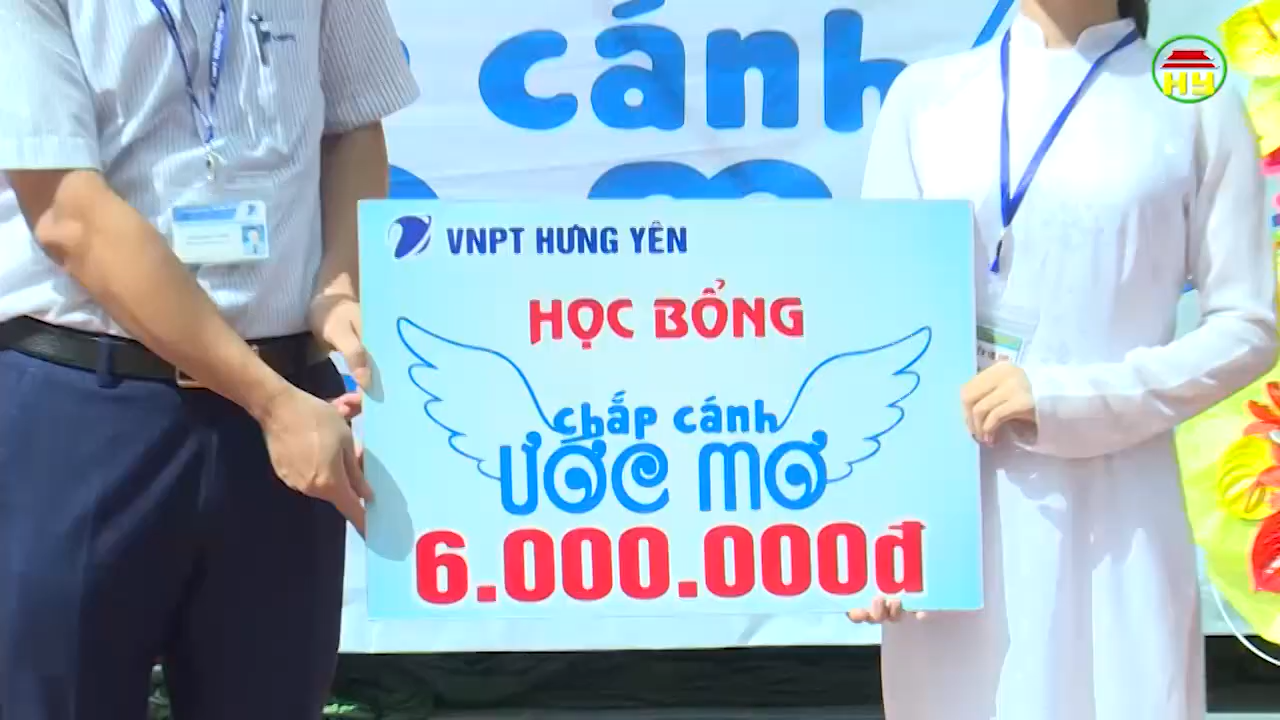 cánh
HY
VNPT HƯNG YÊN
HỌC BỔNG
chắp cánh
ƯỚC MƠ
6.000.000đ